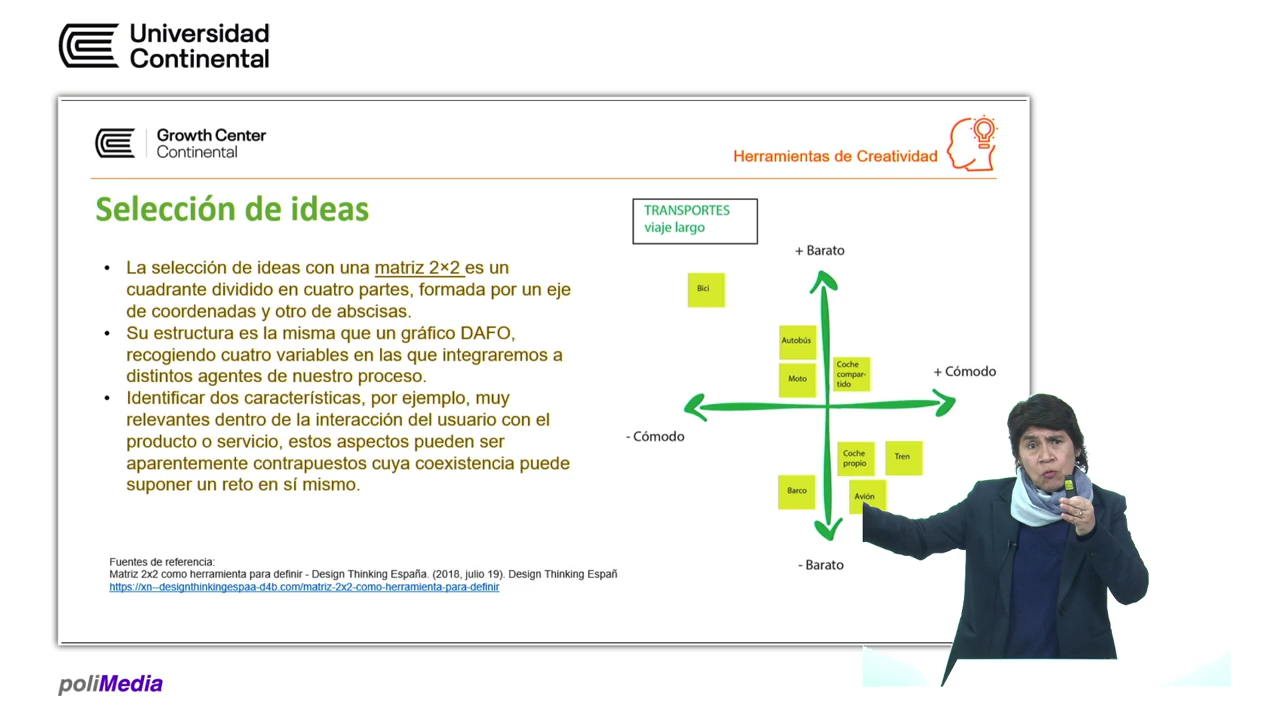 Universidad
Continental
Growth Center
Continental
Herramientas de Creatividad
Selección de ideas
• La selección de ideas con una matriz 2×2 es un
cuadrante dividido en cuatro partes, formada por un eje
de coordenadas y otro de abscisas.
• Su estructura es la misma que un gráfico DAFO,
recogiendo cuatro variables en las que integraremos a
distintos agentes de nuestro proceso.
• Identificar dos características, por ejemplo, muy
relevantes dentro de la interacción del usuario con el
producto o servicio, estos aspectos pueden ser
aparentemente contrapuestos cuya coexistencia puede
suponer un reto en sí mismo.
Fuentes de referencia:
Matriz 2x2 como herramienta para definir - Design Thinking España. (2018, julio 19). Design Thinking Españ
https://xn--designthinkingespaa-d4b.com/matriz-2x2-como-herramienta-para-definir
TRANSPORTES
viaje largo
+ Barato
Bici
Autobús
Moto
Coche
compar-
tido
+ Cómodo
- Cómodo
Coche
propio
Tren
Barco
Avión
- Barato
poliMedia